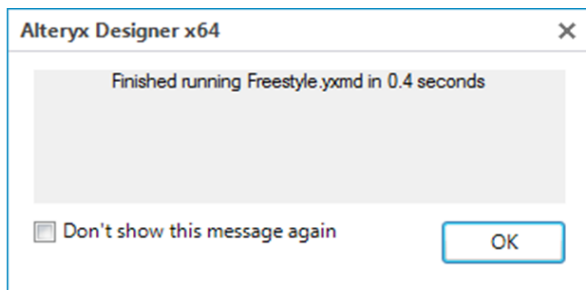 Alteryx Designer x64
Finished running Freestyle.yxmd in 0.4 seconds
Don't show this message again
OK